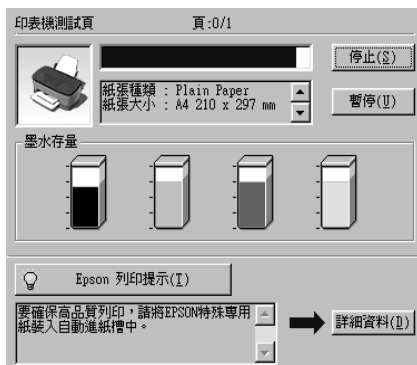 印表機測試頁 頁:0/1
停止(S)
紙張種類 : Plain Paper
紙張大小 : A4 210 x 297 mm
暫停(U)
墨水存量
Epson 列印提示(T)
要確保高品質列印，請將EPSON特殊專用
紙裝入自動進紙槽中。
詳細資料(D)